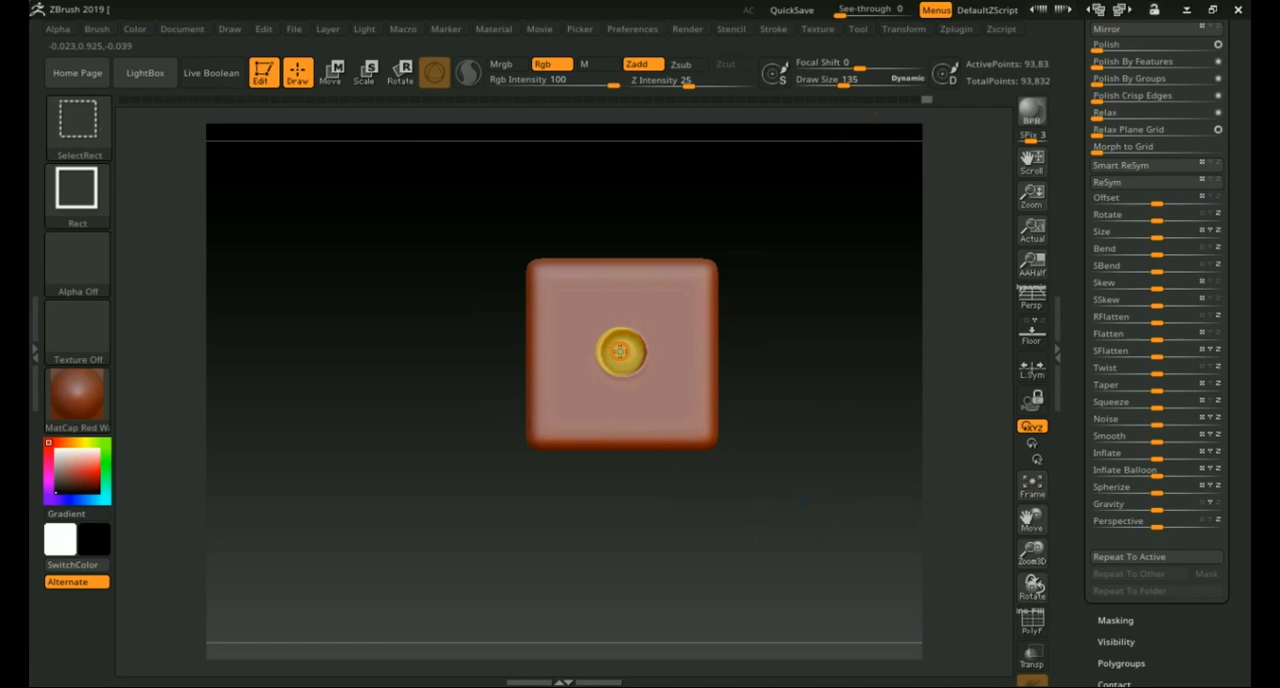 ZBrush 2019 [
AC QuickSave See-through 0 Menus DefaultZScript
Alpha Brush Color Document Draw Edit File Layer Light Macro Marker Material Movie Picker Preferences Render Stencil Stroke Texture Tool Transform Zplugin Zscript
-0.023,0.925,-0.039
Home Page LightBox Live Boolean Edit Draw Move Scale Rotate
Mrgb Rgb M Zadd Zsub Zcut
Rgb Intensity 100 Z Intensity 25
Focal Shift 0
Draw Size 135 Dynamic
S D
ActivePoints: 93,83
TotalPoints: 93,832
SelectRect
Rect
Alpha Off
Texture Off
MatCap Red W
Gradient
SwitchColor
Alternate
BPR
SPix 3
Scroll
Zoom
Actual
AAHalf
Persp
Floor
L.Sym
XYZ
Frame
Move
Zoom3D
Rotate
PolyF
Transp
Mirror
Polish
Polish By Features
Polish By Groups
Polish Crisp Edges
Relax
Relax Plane Grid
Morph to Grid
Smart ReSym
ReSym
Offset
Rotate
Size
Bend
SBend
Skew
SSkew
RFlatten
Flatten
SFlatten
Twist
Taper
Squeeze
Noise
Smooth
Inflate
Inflate Balloon
Spherize
Gravity
Perspective
Repeat To Active
Repeat To Other Mask
Repeat To Folder
Masking
Visibility
Polygroups
Contact